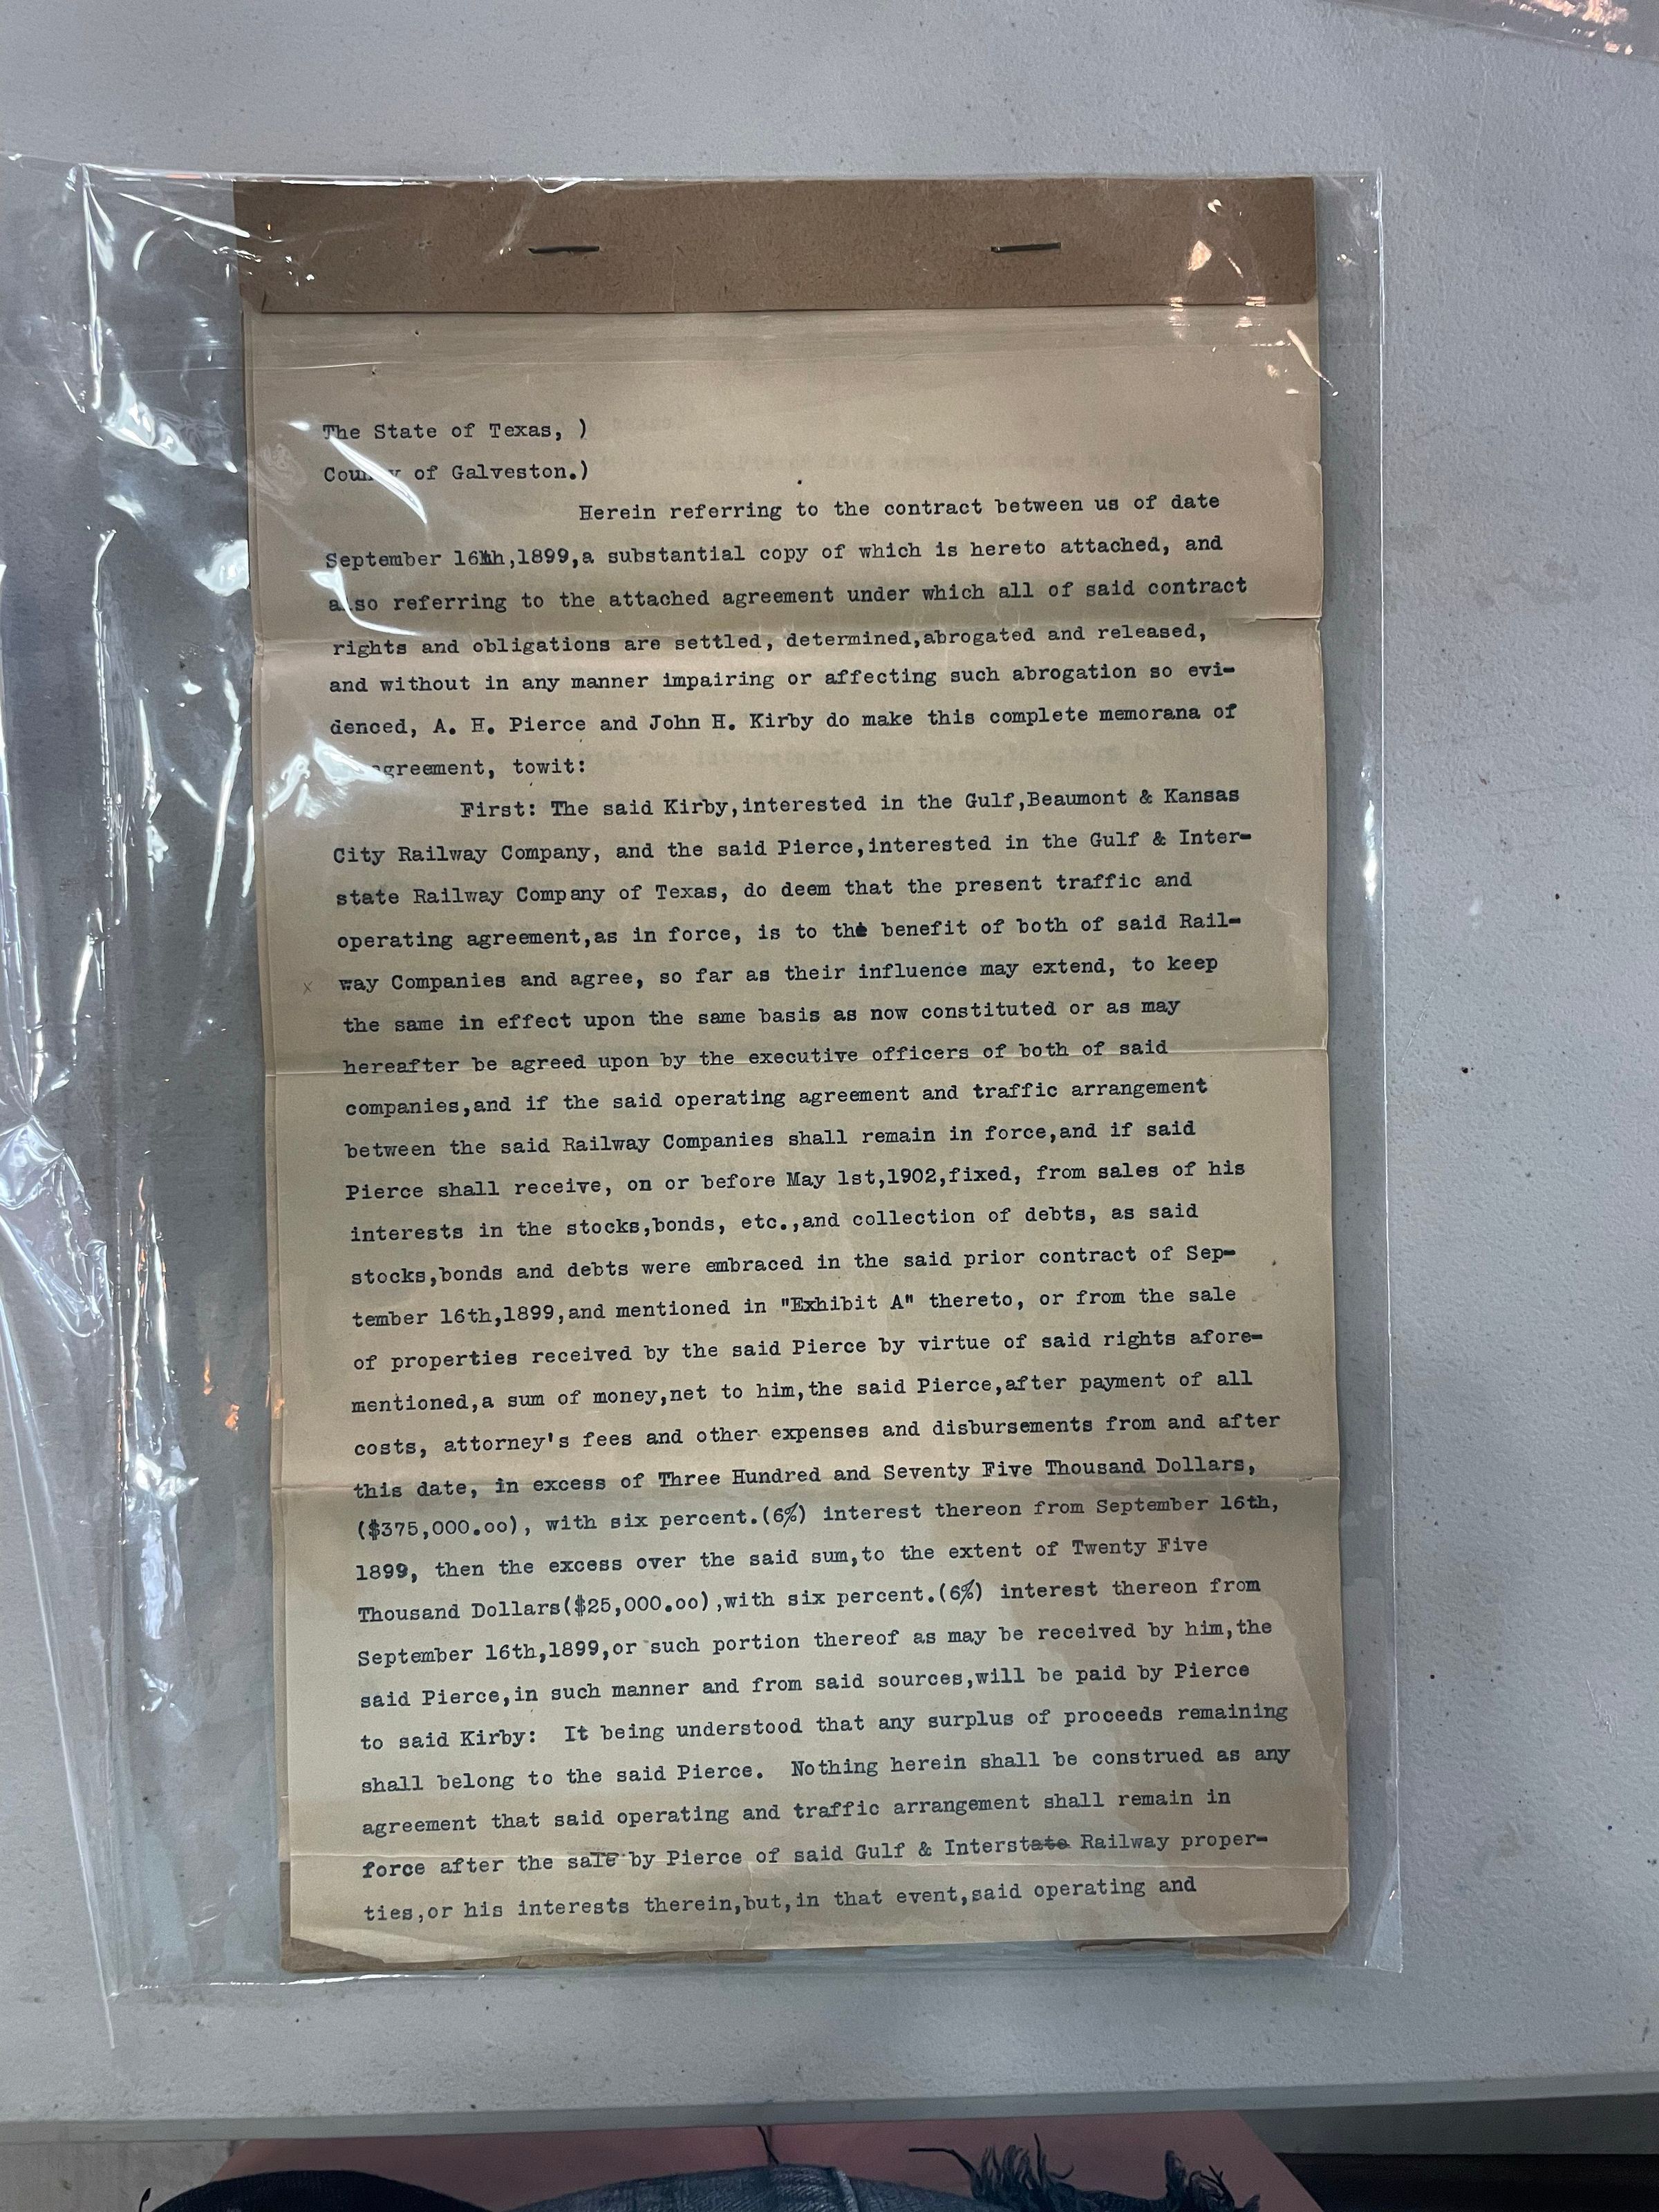 The State of Texas, )
County of Galveston.)
Herein referring to the contract between us of date
September 16th,1899,a substantial copy of which is hereto attached, and
also referring to the attached agreement under which all of said contract
rights and obligations are settled, determined,abrogated and released,
and without in any manner impairing or affecting such abrogation so evi-
denced, A. H. Pierce and John H. Kirby do make this complete memorana of
agreement, towit:
First: The said Kirby,interested in the Gulf,Beaumont & Kansas
City Railway Company, and the said Pierce,interested in the Gulf & Inter-
state Railway Company of Texas, do deem that the present traffic and
operating agreement,as in force, is to the benefit of both of said Rail-
way Companies and agree, so far as their influence may extend, to keep
the same in effect upon the same basis as now constituted or as may
hereafter be agreed upon by the executive officers of both of said
companies,and if the said operating agreement and traffic arrangement
between the said Railway Companies shall remain in force,and if said
Pierce shall receive, on or before May 1st,1902,fixed, from sales of his
interests in the stocks,bonds, etc.,and collection of debts, as said
stocks,bonds and debts were embraced in the said prior contract of Sep-
tember 16th,1899,and mentioned in "Exhibit A" thereto, or from the sale
of properties received by the said Pierce by virtue of said rights afore-
mentioned,a sum of money,net to him,the said Pierce,after payment of all
costs, attorney's fees and other expenses and disbursements from and after
this date, in excess of Three Hundred and Seventy Five Thousand Dollars,
($375,000.oo), with six percent.(6%) interest thereon from September 16th,
1899, then the excess over the said sum,to the extent of Twenty Five
Thousand Dollars($25,000.oo),with six percent.(6%) interest thereon from
September 16th,1899,or such portion thereof as may be received by him,the
said Pierce,in such manner and from said sources,will be paid by Pierce
to said Kirby: It being understood that any surplus of proceeds remaining
shall belong to the said Pierce. Nothing herein shall be construed as any
agreement that said operating and traffic arrangement shall remain in
force after the sale by Pierce of said Gulf & Interstate Railway proper-
ties,or his interests therein,but,in that event,said operating and